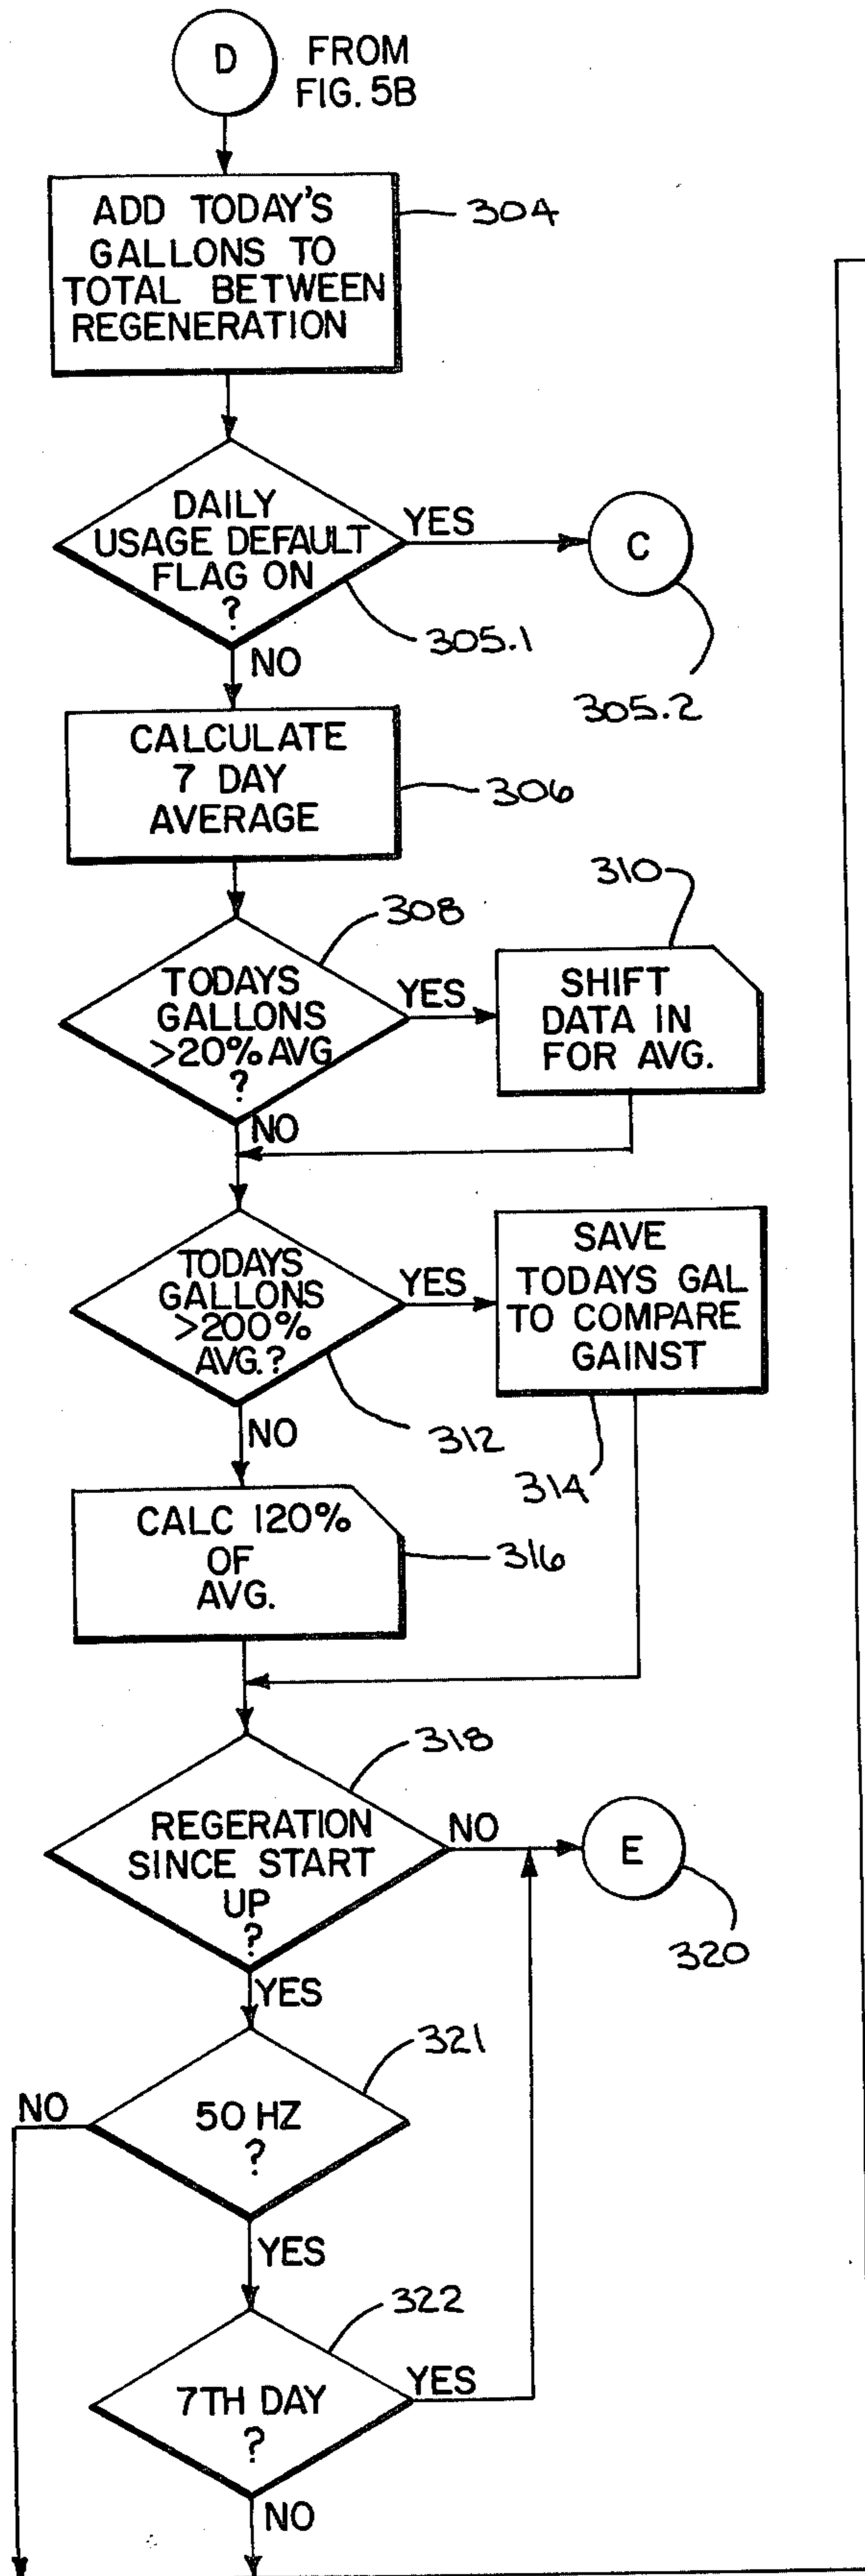 D
FROM
FIG. 5B
ADD TODAY'S
GALLONS TO
TOTAL BETWEEN
REGENERATION
304
DAILY
USAGE DEFAULT
FLAG ON
?
YES
C
305.1
305.2
NO
CALCULATE
7 DAY
AVERAGE
306
308
310
TODAYS
GALLONS
>20% AVG
?
YES
SHIFT
DATA IN
FOR AVG.
NO
TODAYS
GALLONS
>200%
AVG.?
YES
SAVE
TODAYS GAL
TO COMPARE
GAINST
312
314
NO
CALC 120%
OF
AVG.
316
318
REGERATION
SINCE START
UP
?
NO
E
320
YES
321
50 HZ
?
NO
YES
322
7TH DAY
?
YES
NO